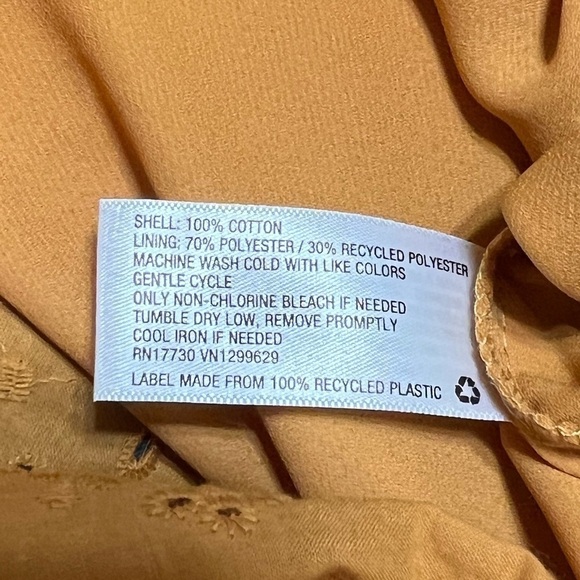 SHELL: 100% COTTON
LINING: 70% POLYESTER / 30% RECYCLED POLYESTER
MACHINE WASH COLD WITH LIKE COLORS
GENTLE CYCLE
ONLY NON-CHLORINE BLEACH IF NEEDED
TUMBLE DRY LOW, REMOVE PROMPTLY
COOL IRON IF NEEDED
RN17730 VN1299629
LABEL MADE FROM 100% RECYCLED PLASTIC